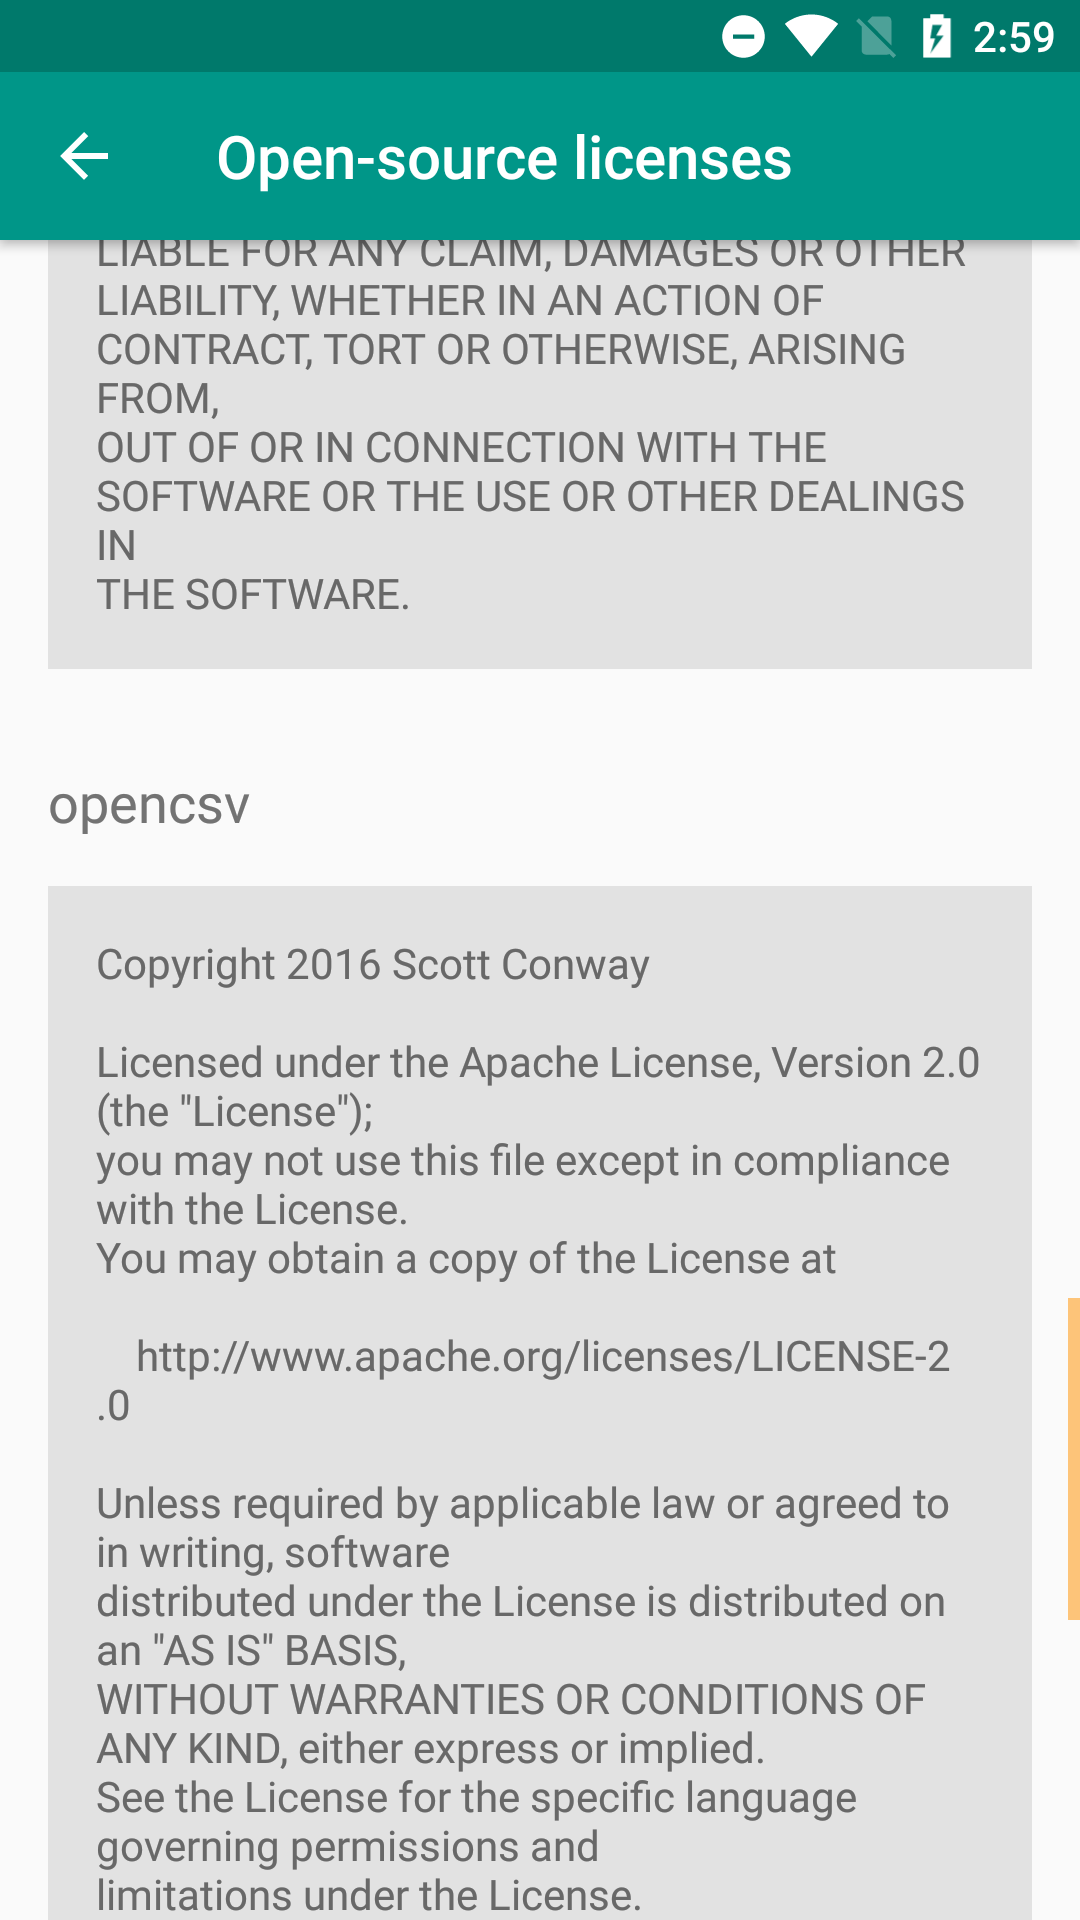 2:59
Open-source licenses
LIABLE FOR ANY CLAIM, DAMAGES OR OTHER
LIABILITY, WHETHER IN AN ACTION OF
CONTRACT, TORT OR OTHERWISE, ARISING
FROM,
OUT OF OR IN CONNECTION WITH THE
SOFTWARE OR THE USE OR OTHER DEALINGS
IN
THE SOFTWARE.
opencsv
Copyright 2016 Scott Conway
Licensed under the Apache License, Version 2.0
(the "License");
you may not use this file except in compliance
with the License.
You may obtain a copy of the License at
http://www.apache.org/licenses/LICENSE-2
.0
Unless required by applicable law or agreed to
in writing, software
distributed under the License is distributed on
an "AS IS" BASIS,
WITHOUT WARRANTIES OR CONDITIONS OF
ANY KIND, either express or implied.
See the License for the specific language
governing permissions and
limitations under the License.